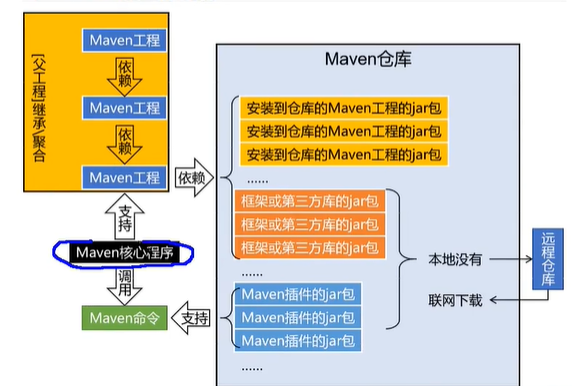 [父工程]继承/聚合
Maven工程
依赖
Maven工程
依赖
Maven工程
依赖
支持
Maven核心程序
调用
Maven命令
支持
Maven仓库
安装到仓库的Maven工程的jar包
安装到仓库的Maven工程的jar包
安装到仓库的Maven工程的jar包
......
框架或第三方库的jar包
框架或第三方库的jar包
框架或第三方库的jar包
......
Maven插件的jar包
Maven插件的jar包
Maven插件的jar包
......
本地没有
联网下载
远程仓库